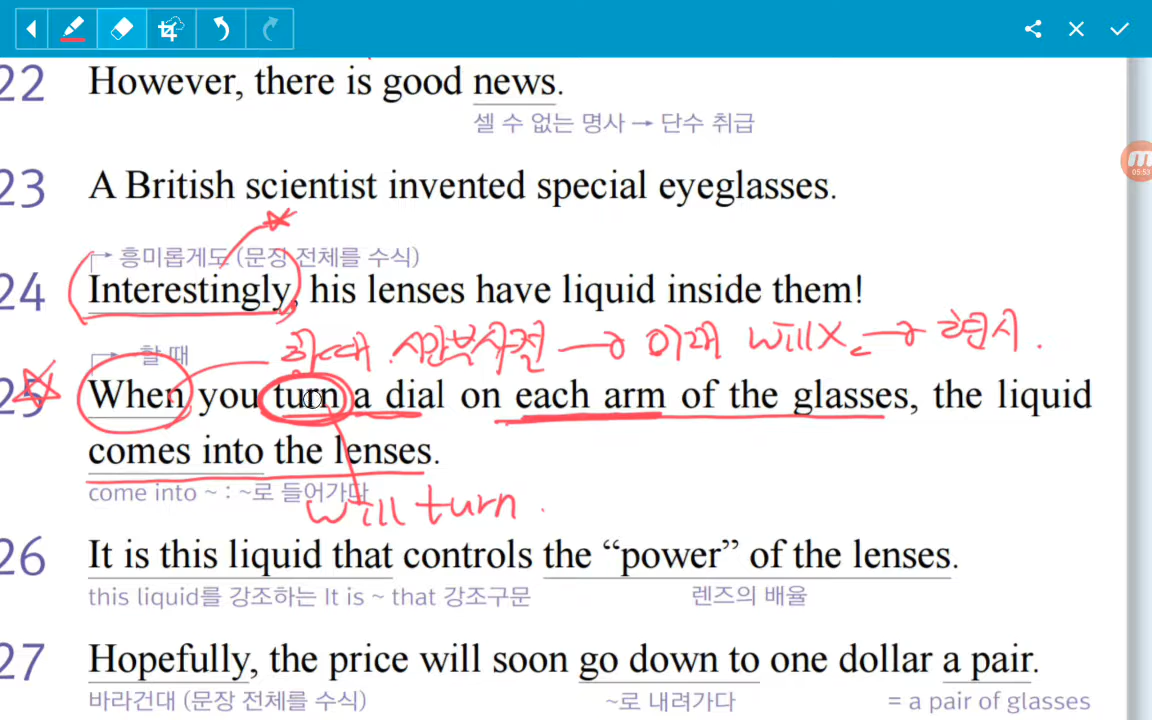 22 However, there is good news.
셀 수 없는 명사 → 단수 취급
05:53
23 A British scientist invented special eyeglasses.
흥미롭게도 (문장 전체를 수식)
24 Interestingly, his lenses have liquid inside them!
할 때
할때 시간부사절 → 미래 will X → 현시.
25 When you turn a dial on each arm of the glasses, the liquid
comes into the lenses.
come into ~ : ~로 들어가다
will turn.
26 It is this liquid that controls the “power” of the lenses.
this liquid를 강조하는 It is ~ that 강조구문 렌즈의 배율
27 Hopefully, the price will soon go down to one dollar a pair.
바라건대 (문장 전체를 수식) ~로 내려가다 = a pair of glasses